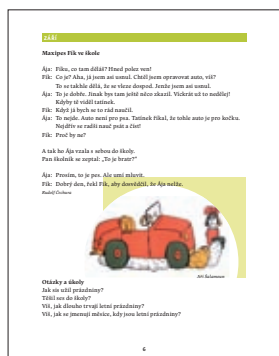 ZÁŘÍ
Maxipes Fík ve škole
Ája: Fíku, co tam děláš? Hned polez ven!
Fík: Co je? Aha, já jsem asi usnul. Chtěl jsem opravovat auto, víš?
To se takhle dělá, že se vleze dospod. Jenže jsem asi usnul.
Ája: To je dobře. Jinak bys tam ještě něco zkazil. Vickrát už to nedělej!
Kdyby tě viděl tatínek.
Fík: Když já bych se to rád naučil.
Ája: To nejde. Auto není pro psa. Tatínek říkal, že tohle auto je pro kočku.
Nejdřív se radši nauč psát a číst!
Fík: Proč by ne?
A tak ho Ája vzala s sebou do školy.
Pan školník se zeptal: „To je bratr?"
Ája: Prosím, to je pes. Ale umí mluvit.
Fík: Dobrý den, řekl Fík, aby dosvědčil, že Ája nelže.
Rudolf Čechura
Jiří Šalamoun
Otázky a úkoly
Jak sis užil prázdniny?
Těšil ses do školy?
Víš, jak dlouho trvají letní prázdniny?
Víš, jak se jmenují měsíce, kdy jsou letní prázdniny?
6